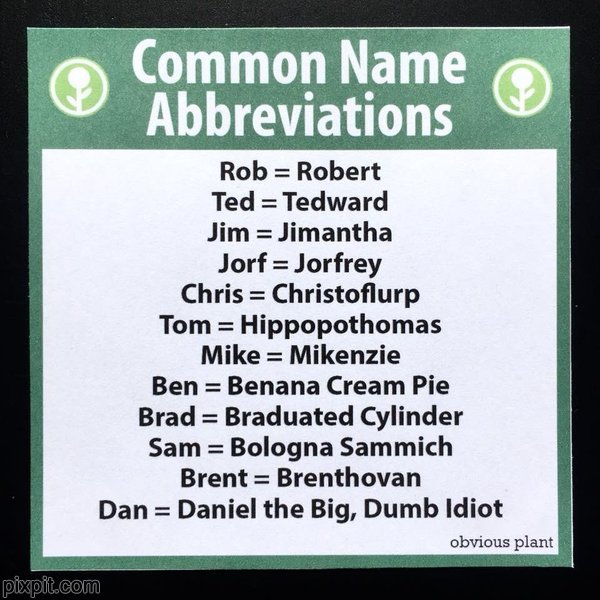 Common Name
Abbreviations
Rob = Robert
Ted = Tedward
Jim = Jimantha
Jorf = Jorfrey
Chris = Christoflurp
Tom = Hippopothomas
Mike = Mikenzie
Ben = Benana Cream Pie
Brad = Braduated Cylinder
Sam = Bologna Sammich
Brent = Brenthovan
Dan = Daniel the Big, Dumb Idiot
obvious plant
pixpit.com